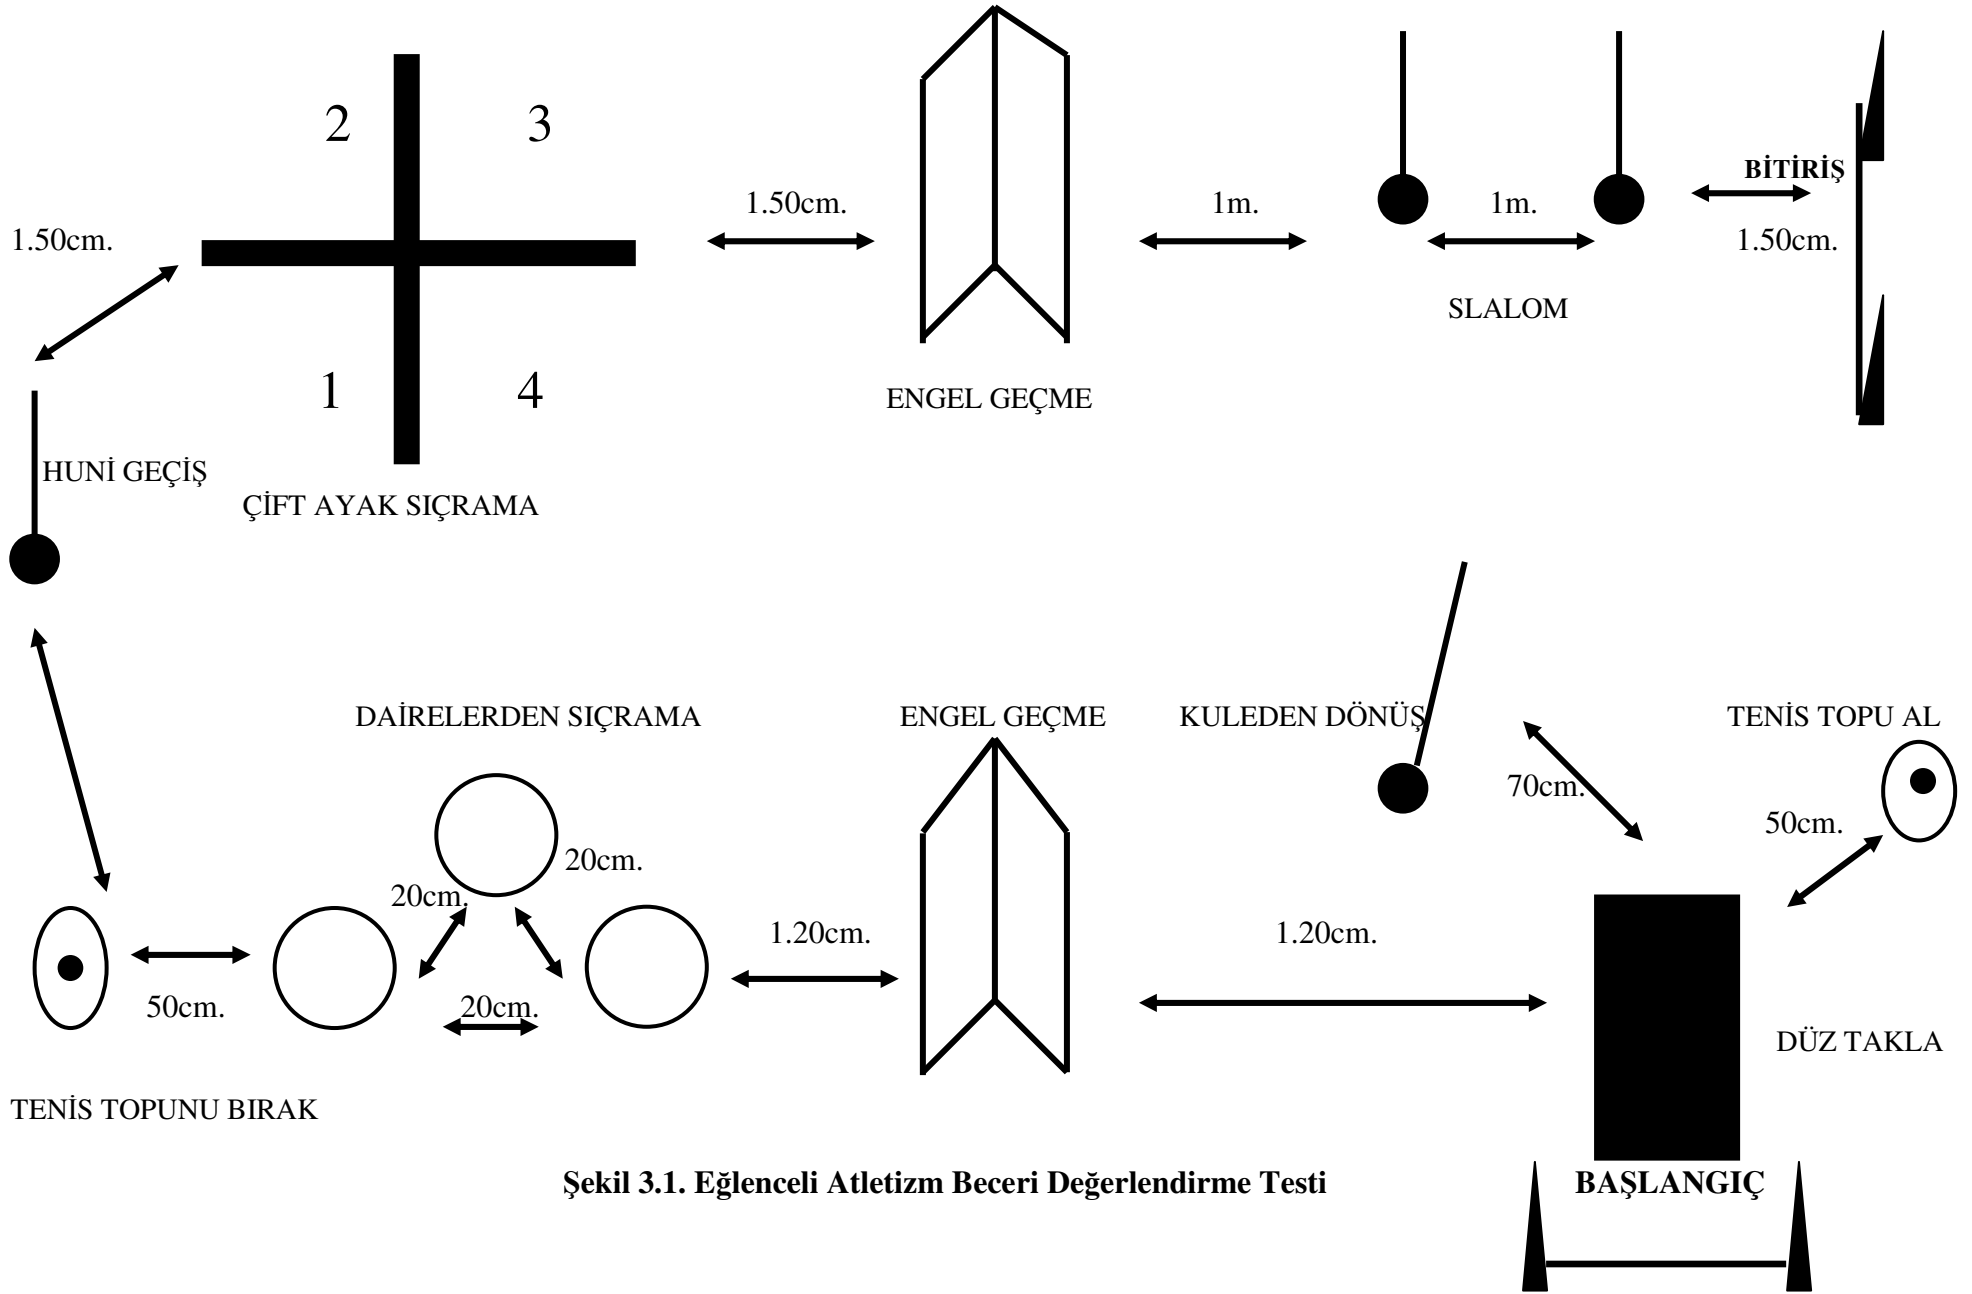 2
3
1.50cm.
1m.
1m.
BİTİRİŞ
1.50cm.
1.50cm.
SLALOM
1
4
ENGEL GEÇME
HUNİ GEÇİŞ
ÇİFT AYAK SIÇRAMA
DAİRELERDEN SIÇRAMA
ENGEL GEÇME
KULEDEN DÖNÜŞ
TENİS TOPU AL
70cm.
50cm.
20cm.
20cm.
1.20cm.
1.20cm.
50cm.
20cm.
DÜZ TAKLA
TENİS TOPUNU BIRAK
Şekil 3.1. Eğlenceli Atletizm Beceri Değerlendirme Testi
BAŞLANGIÇ